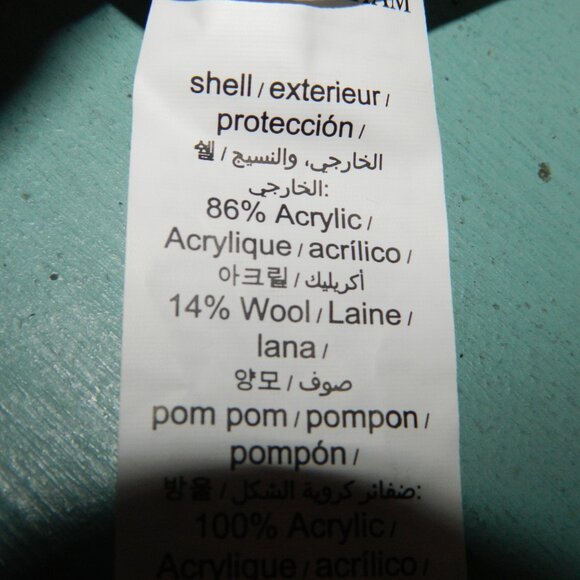 shell / exterieur /
protección /
쉘 / الخارجي، والنسيج
الخارجي:
86% Acrylic /
Acrylique / acrílico /
아크릴 / أكريليك
14% Wool / Laine /
lana /
양모 / صوف
pom pom / pompon /
pompón /
방울 / ضفائر كروية الشكل:
100% Acrylic /
Acrylique / acrílico /